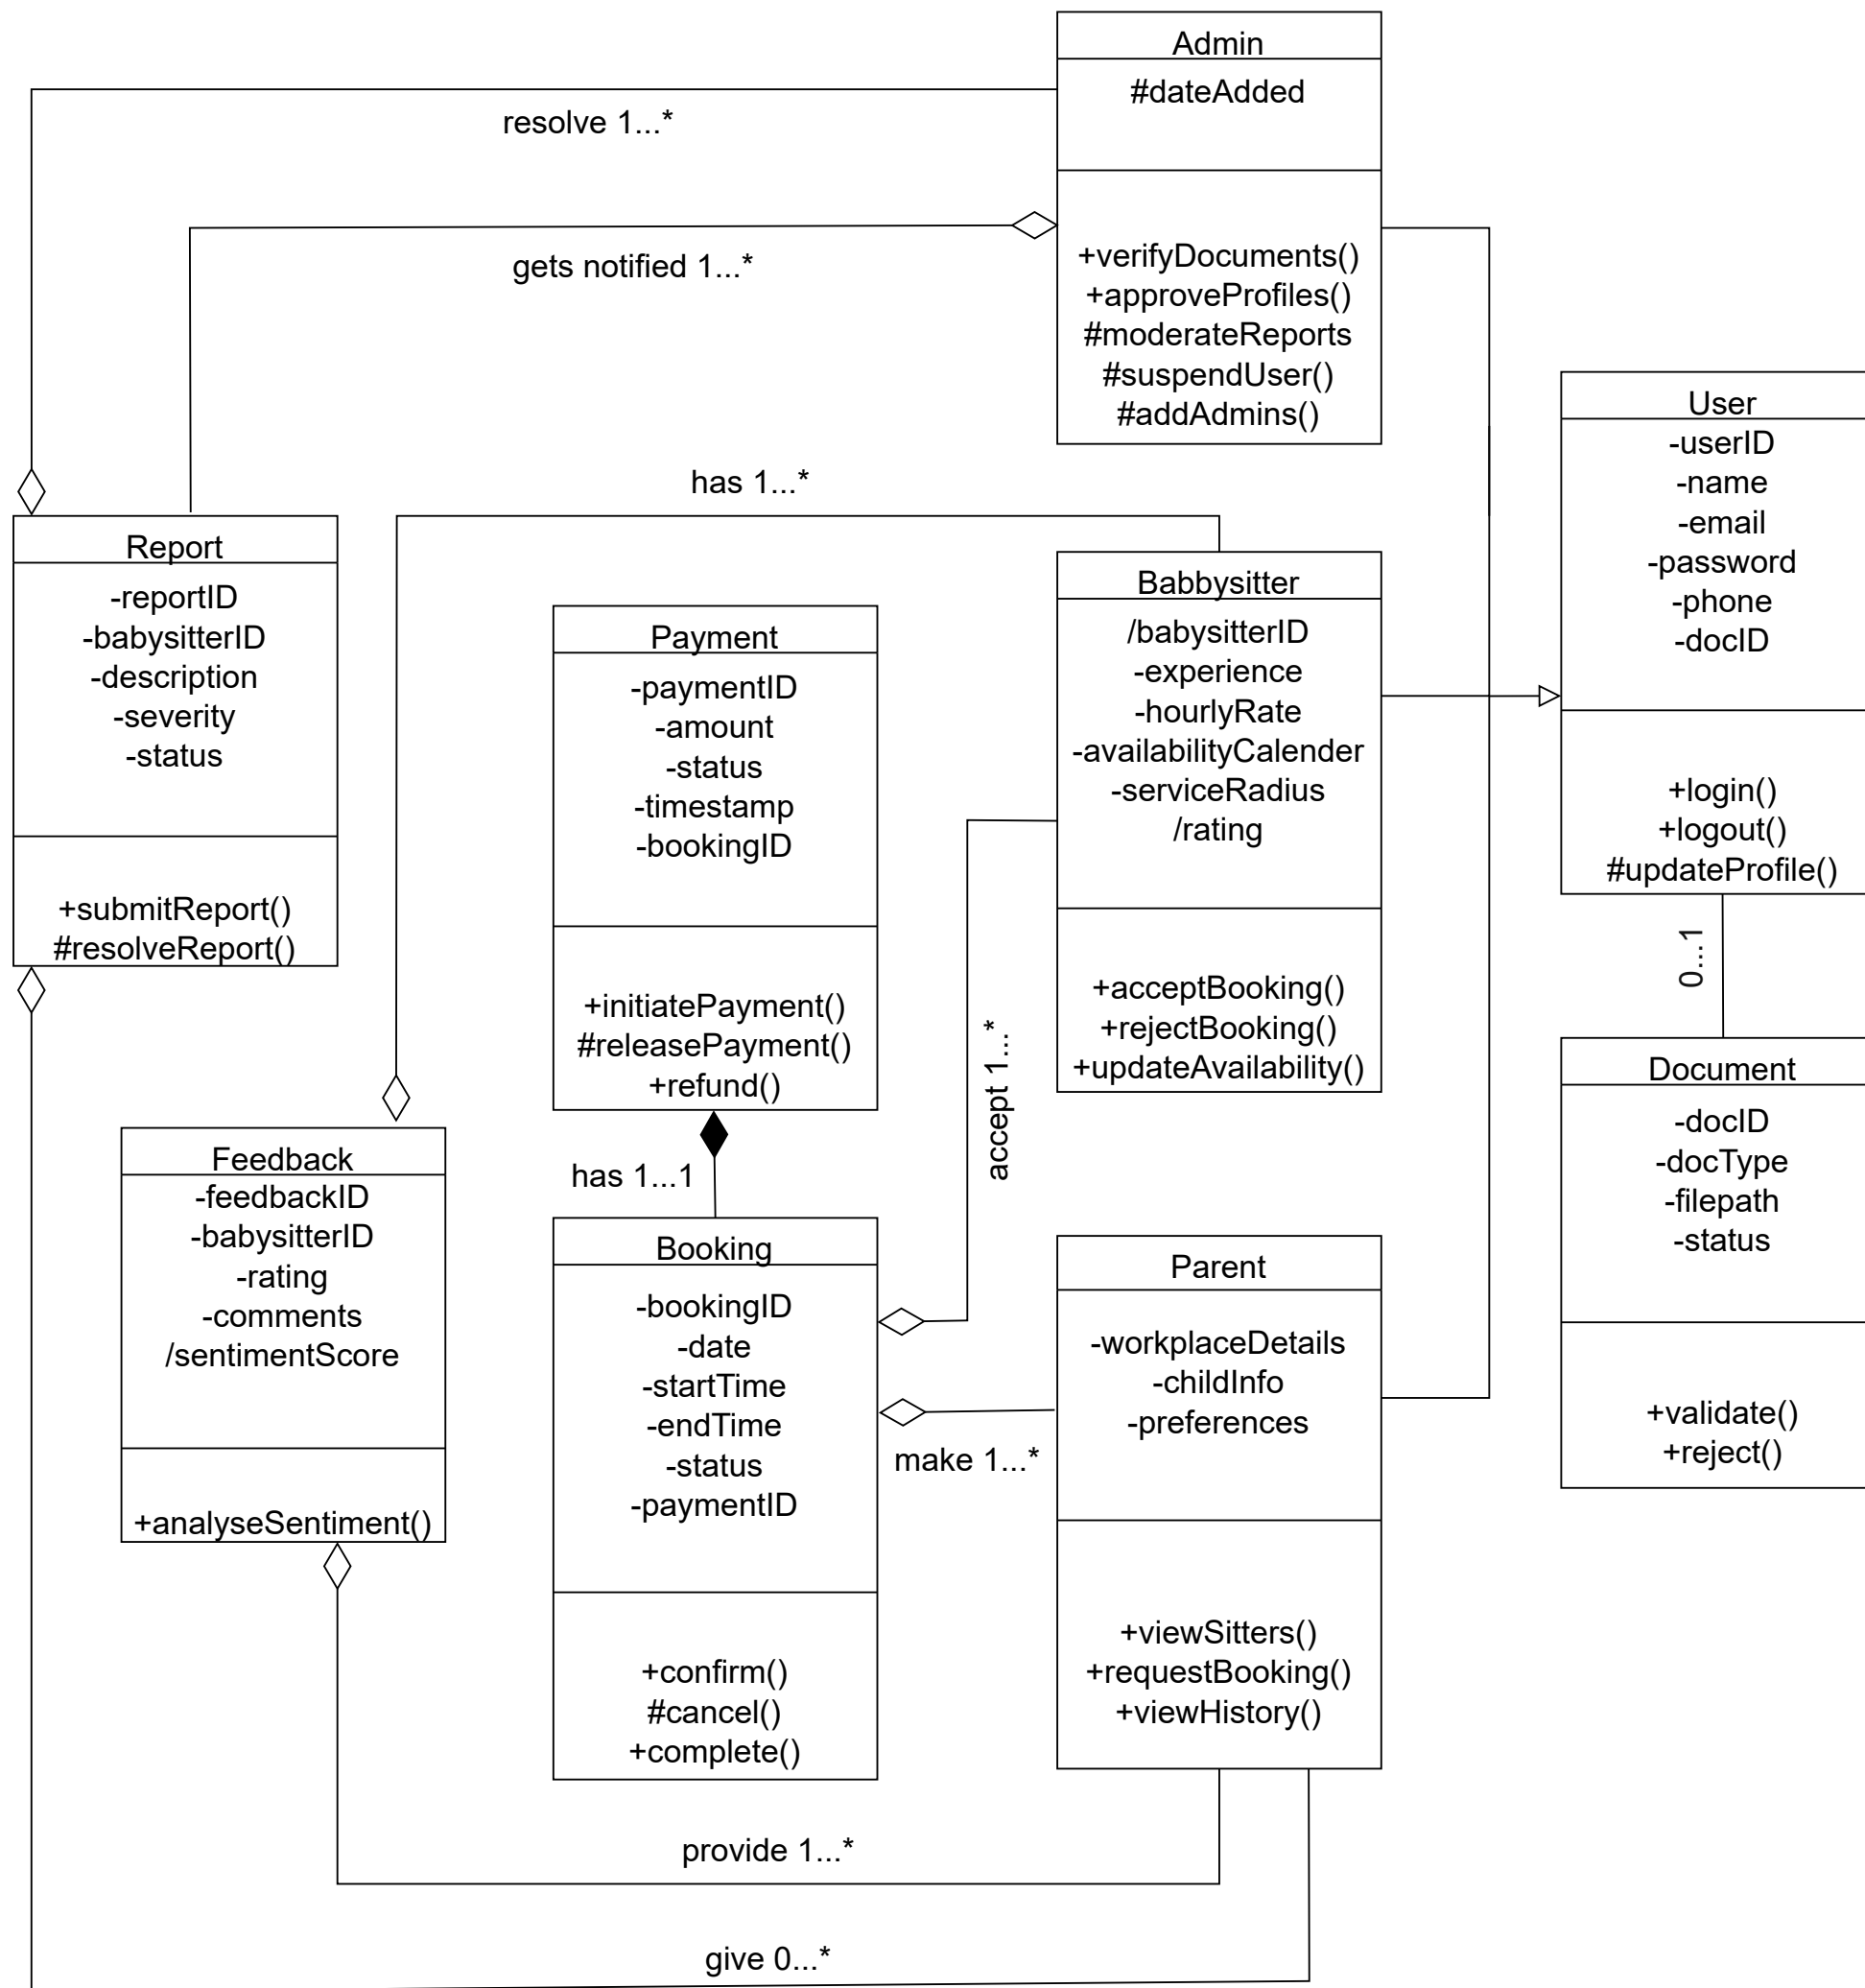 Admin
#dateAdded
+verifyDocuments()
+approveProfiles()
#moderateReports
#suspendUser()
#addAdmins()
resolve 1...*
gets notified 1...*
User
-userID
-name
-email
-password
-phone
-docID
+login()
+logout()
#updateProfile()
has 1...*
Report
-reportID
-babysitterID
-description
-severity
-status
+submitReport()
#resolveReport()
Payment
-paymentID
-amount
-status
-timestamp
-bookingID
+initiatePayment()
#releasePayment()
+refund()
Babbysitter
/babysitterID
-experience
-hourlyRate
-availabilityCalender
-serviceRadius
/rating
+acceptBooking()
+rejectBooking()
+updateAvailability()
0...1
accept 1...*
has 1...1
Document
-docID
-docType
-filepath
-status
+validate()
+reject()
Feedback
-feedbackID
-babysitterID
-rating
-comments
/sentimentScore
+analyseSentiment()
Booking
-bookingID
-date
-startTime
-endTime
-status
-paymentID
+confirm()
#cancel()
+complete()
make 1...*
Parent
-workplaceDetails
-childInfo
-preferences
+viewSitters()
+requestBooking()
+viewHistory()
provide 1...*
give 0...*